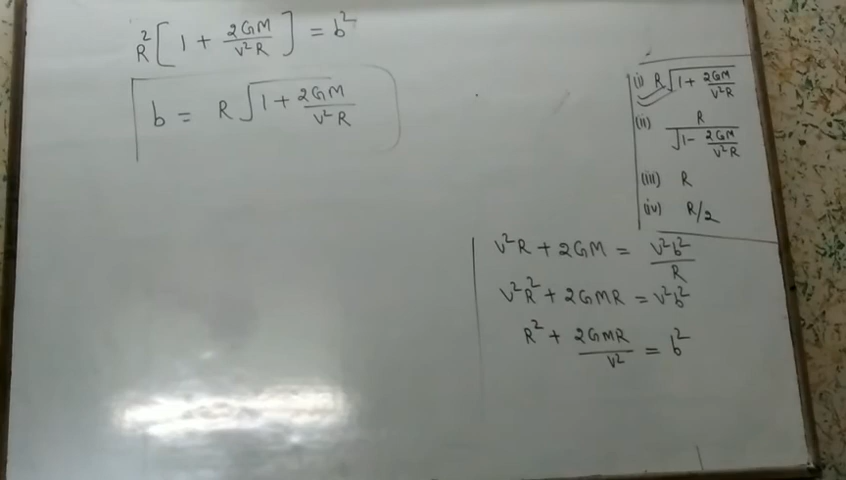 R²[1 + 2GM/v²R] = b²
b = R√(1 + 2GM/v²R)
(i) R√(1 + 2GM/v²R)
(ii) R/√(1 - 2GM/v²R)
(iii) R
(iv) R/2
v²R + 2GM = v²b²/R
v²R² + 2GMR = v²b²
R² + 2GMR/v² = b²